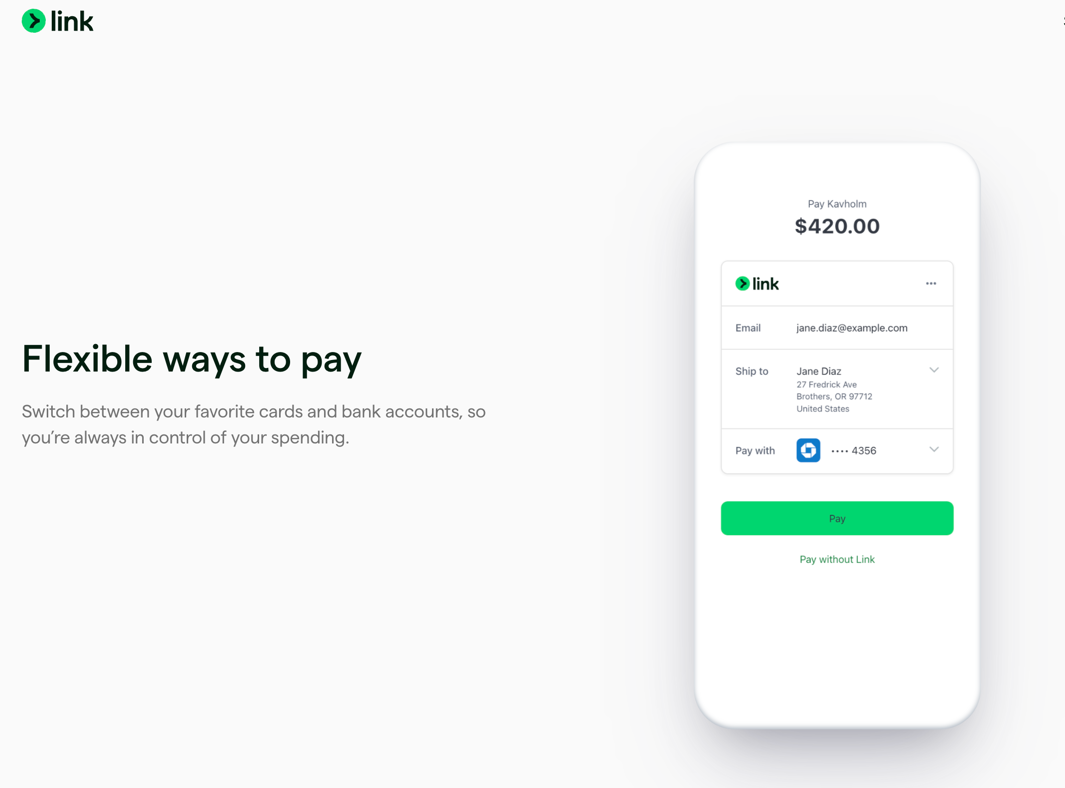 link
Flexible ways to pay
Switch between your favorite cards and bank accounts, so
you’re always in control of your spending.
Pay Kavholm
$420.00
link
Email jane.diaz@example.com
Ship to Jane Diaz
27 Fredrick Ave
Brothers, OR 97712
United States
Pay with •••• 4356
Pay
Pay without Link